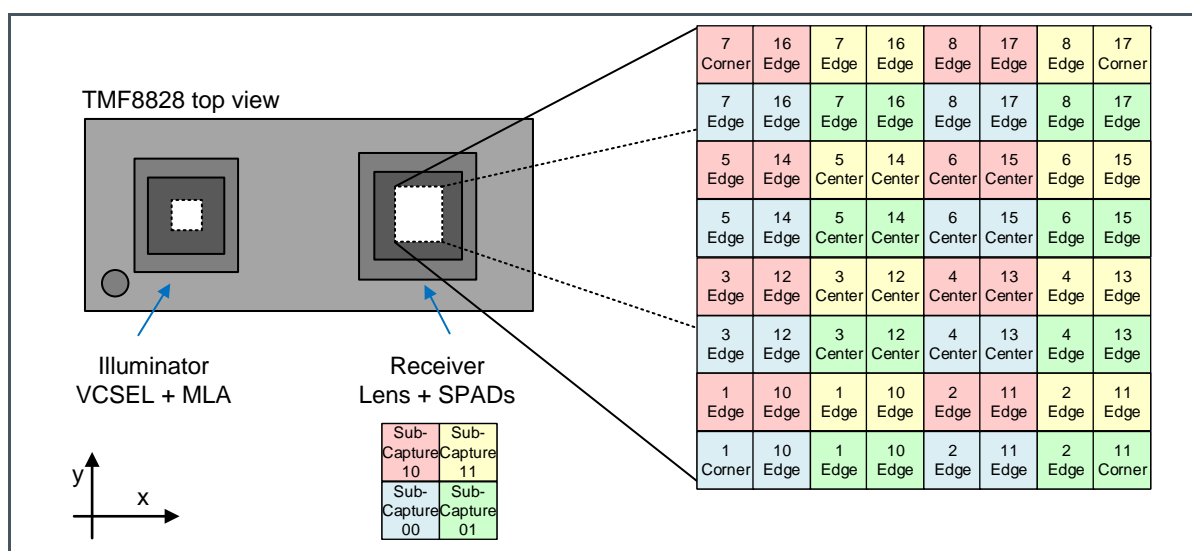 TMF8828 top view
Illuminator
VCSEL + MLA
Receiver
Lens + SPADs
y
x
Sub-Capture 10 Sub-Capture 11
Sub-Capture 00 Sub-Capture 01
7 16 7 16 8 17 8 17
Corner Edge Edge Edge Edge Edge Edge Corner
7 16 7 16 8 17 8 17
Edge Edge Edge Edge Edge Edge Edge Edge
5 14 5 14 6 15 6 15
Edge Edge Center Center Center Center Edge Edge
5 14 5 14 6 15 6 15
Edge Edge Center Center Center Center Edge Edge
3 12 3 12 4 13 4 13
Edge Edge Center Center Center Center Edge Edge
3 12 3 12 4 13 4 13
Edge Edge Center Center Center Center Edge Edge
1 10 1 10 2 11 2 11
Edge Edge Edge Edge Edge Edge Edge Edge
1 10 1 10 2 11 2 11
Corner Edge Edge Edge Edge Edge Edge Corner